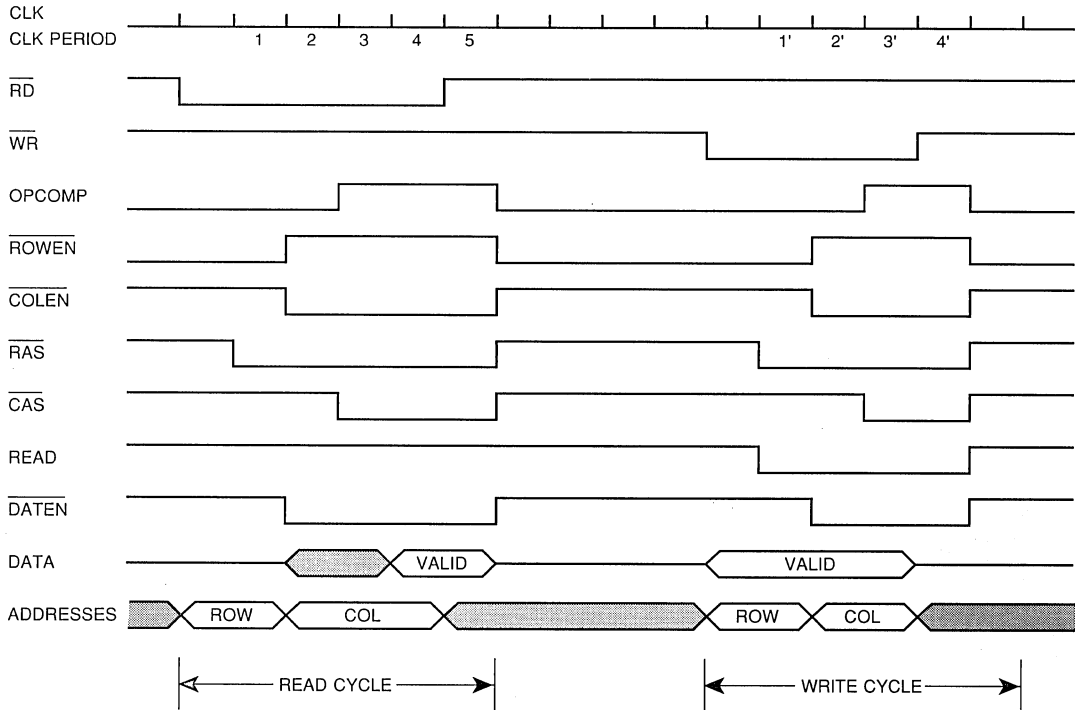 CLK
CLK PERIOD 1 2 3 4 5 1' 2' 3' 4'
RD
WR
OPCOMP
ROWEN
COLEN
RAS
CAS
READ
DATEN
DATA VALID VALID
ADDRESSES ROW COL ROW COL
READ CYCLE WRITE CYCLE